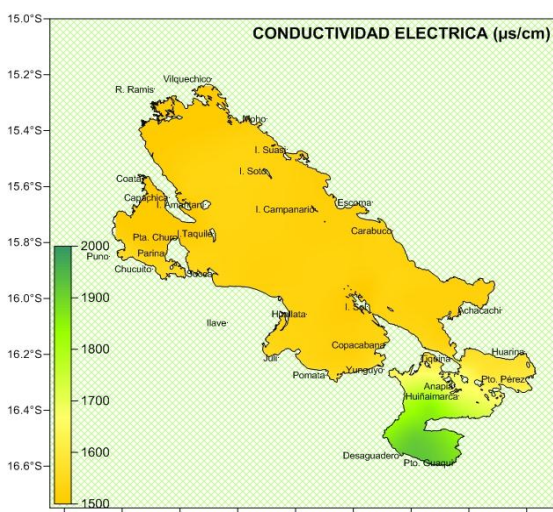 15.0°S
CONDUCTIVIDAD ELECTRICA (µs/cm)
15.2°S
Vilquechico
R. Ramis
Moho
15.4°S
I. Suasi
I. Soto
Coata
15.6°S
Capachica
I. Amantani
Escoma
I. Campanario
Carabuco
I.Taquile
Pta. Churo
15.8°S
2000
Parina
Puno
Chucuito
1900
16.0°S
I. Sol
Achacachi
Ilave
1800
Copacabana
16.2°S
Huarina
Tiquina
Juli
Yunguyo
Pomata
1700
Pto. Pérez
Anapia
Huiñaimarca
16.4°S
1600
Desaguadero
Pto. Guaqui
16.6°S
1500